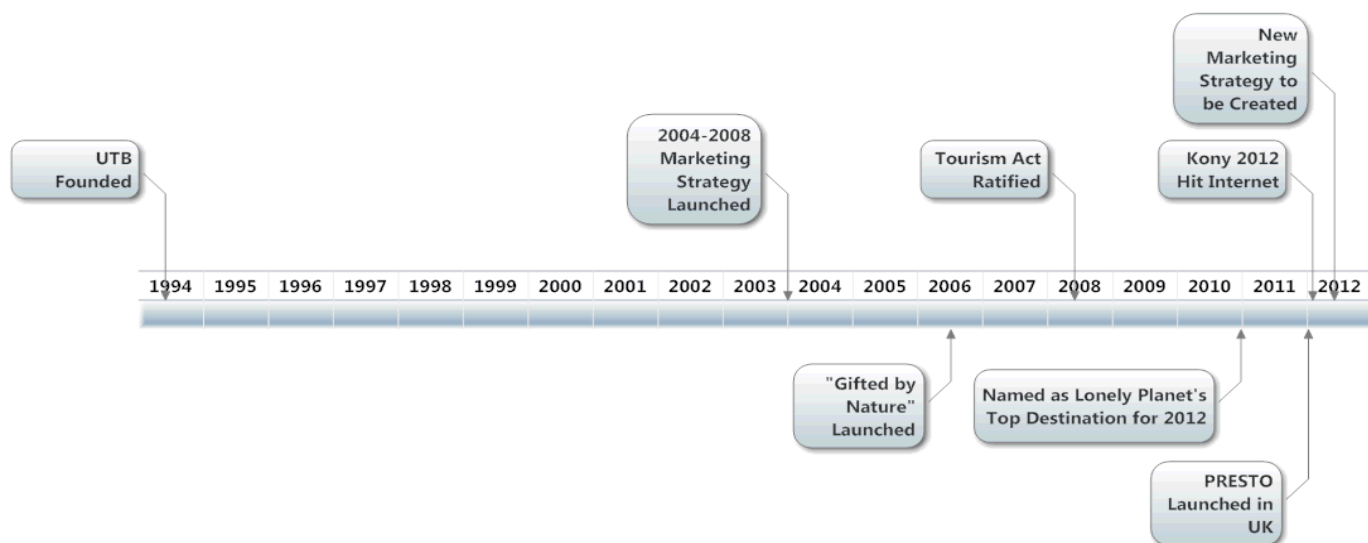 New
Marketing
Strategy to
be Created
UTB
Founded
2004-2008
Marketing
Strategy
Launched
Tourism Act
Ratified
Kony 2012
Hit Internet
1994 1995 1996 1997 1998 1999 2000 2001 2002 2003 2004 2005 2006 2007 2008 2009 2010 2011 2012
"Gifted by
Nature"
Launched
Named as Lonely Planet's
Top Destination for 2012
PRESTO
Launched in
UK